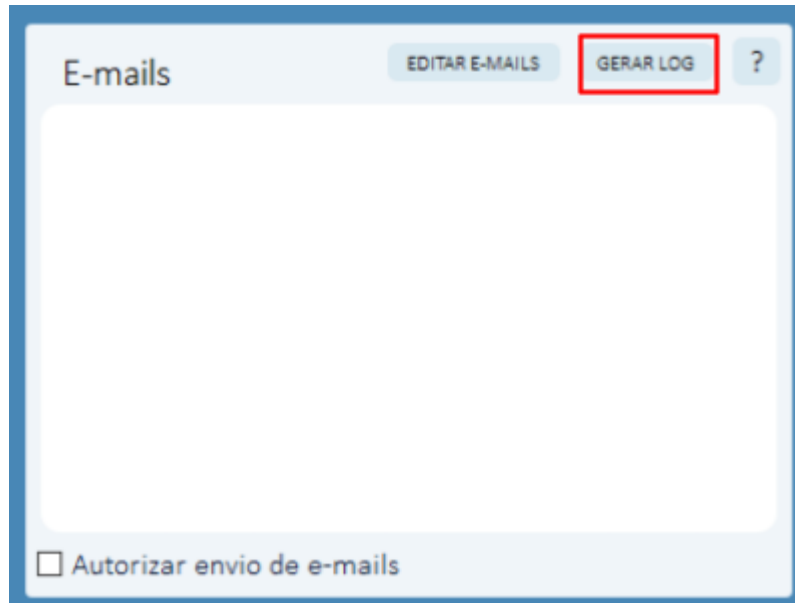 E-mails
EDITAR E-MAILS
GERAR LOG
?
Autorizar envio de e-mails